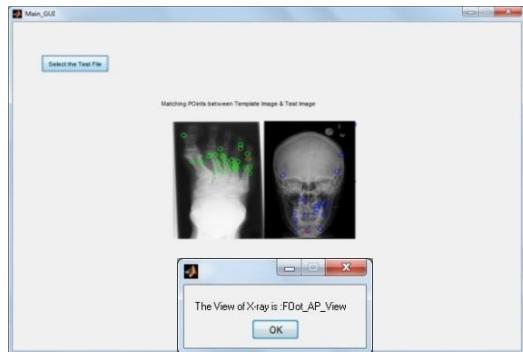 Main_GUI
Select the Test File
Matching POints between Template Image & Test Image
The View of X-ray is :FOot_AP_View
OK